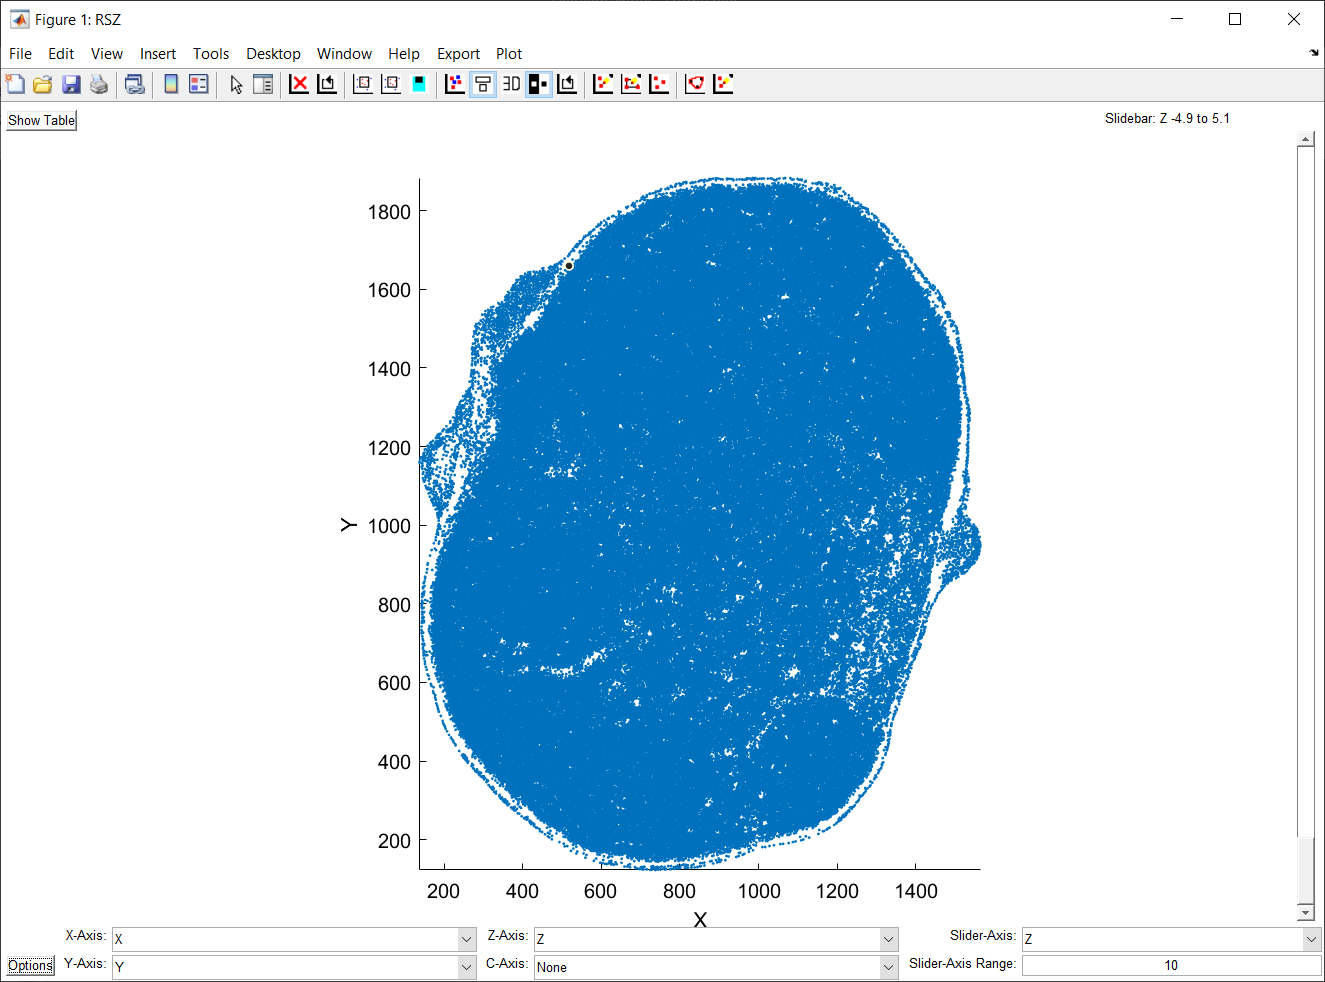 Figure 1: RSZ
File Edit View Insert Tools Desktop Window Help Export Plot
3D
Show Table
Slidebar: Z -4.9 to 5.1
1800
1600
1400
1200
1000
800
600
400
200
Y
200 400 600 800 1000 1200 1400
X
X-Axis: X Z-Axis: Z Slider-Axis: Z
Options Y-Axis: Y C-Axis: None Slider-Axis Range: 10